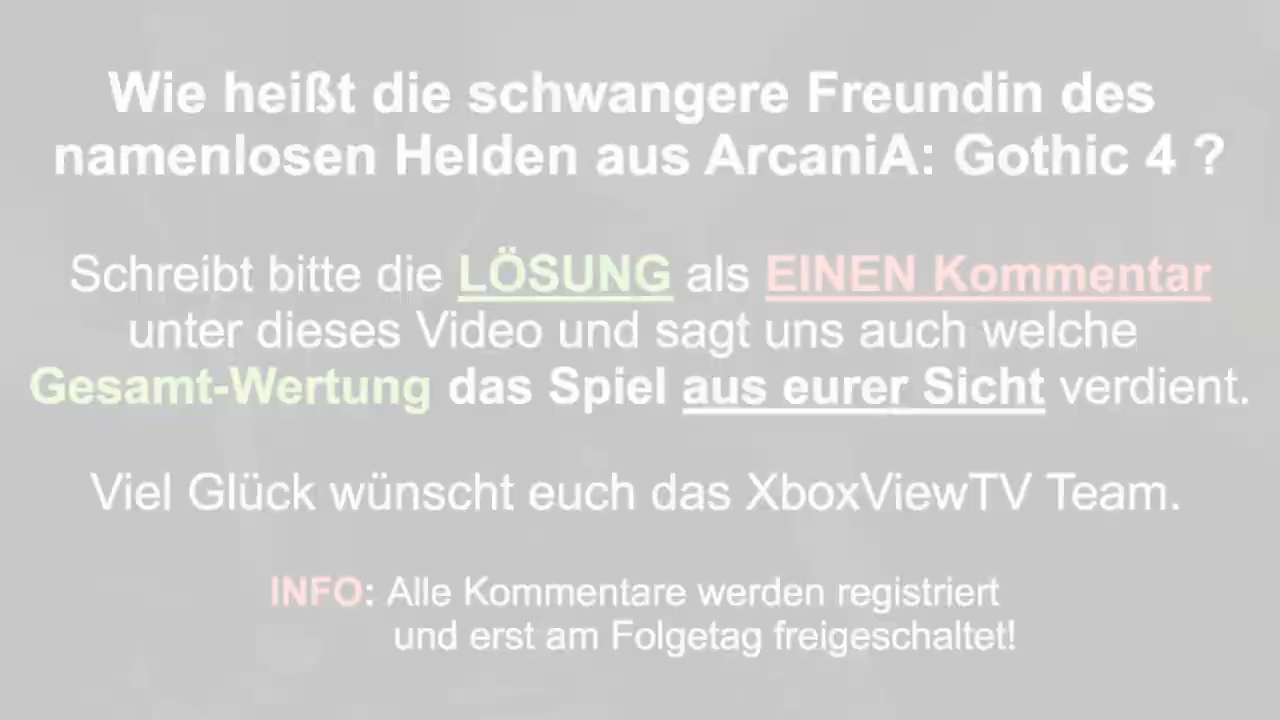 Wie heißt die schwangere Freundin des
namenlosen Helden aus ArcaniA: Gothic 4 ?
Schreibt bitte die LÖSUNG als EINEN Kommentar
unter dieses Video und sagt uns auch welche
Gesamt-Wertung das Spiel aus eurer Sicht verdient.
Viel Glück wünscht euch das XboxViewTV Team.
INFO: Alle Kommentare werden registriert
und erst am Folgetag freigeschaltet!